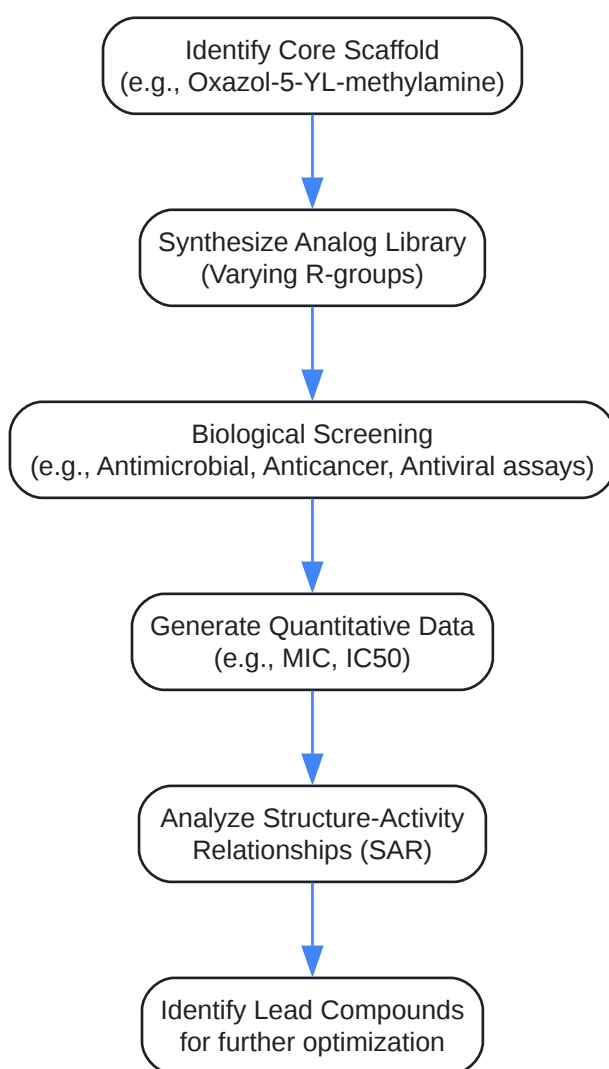 Identify Core Scaffold
(e.g., Oxazol-5-YL-methylamine)
Synthesize Analog Library
(Varying R-groups)
Biological Screening
(e.g., Antimicrobial, Anticancer, Antiviral assays)
Generate Quantitative Data
(e.g., MIC, IC50)
Analyze Structure-Activity
Relationships (SAR)
Identify Lead Compounds
for further optimization